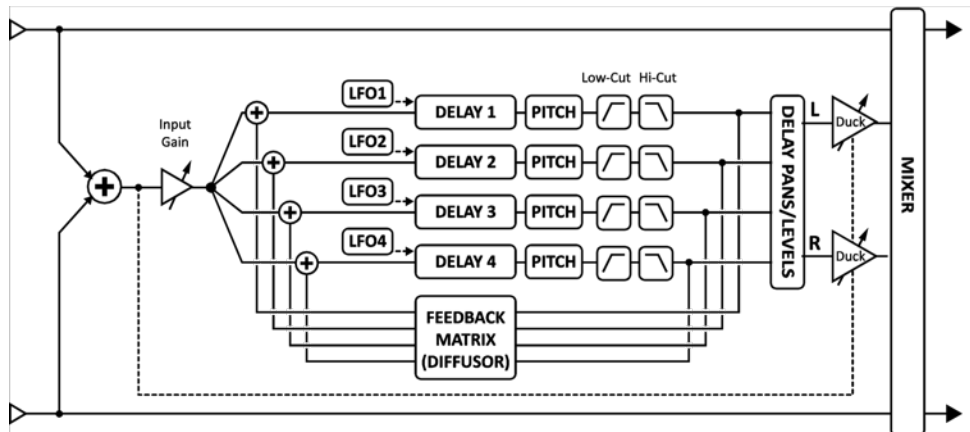 Low-Cut Hi-Cut
LFO1
DELAY 1 PITCH
LFO2
DELAY 2 PITCH
LFO3
DELAY 3 PITCH
LFO4
DELAY 4 PITCH
Input
Gain
+
+
+
+
+
FEEDBACK
MATRIX
(DIFFUSOR)
DELAY PANS/LEVELS
L
R
Duck
Duck
MIXER